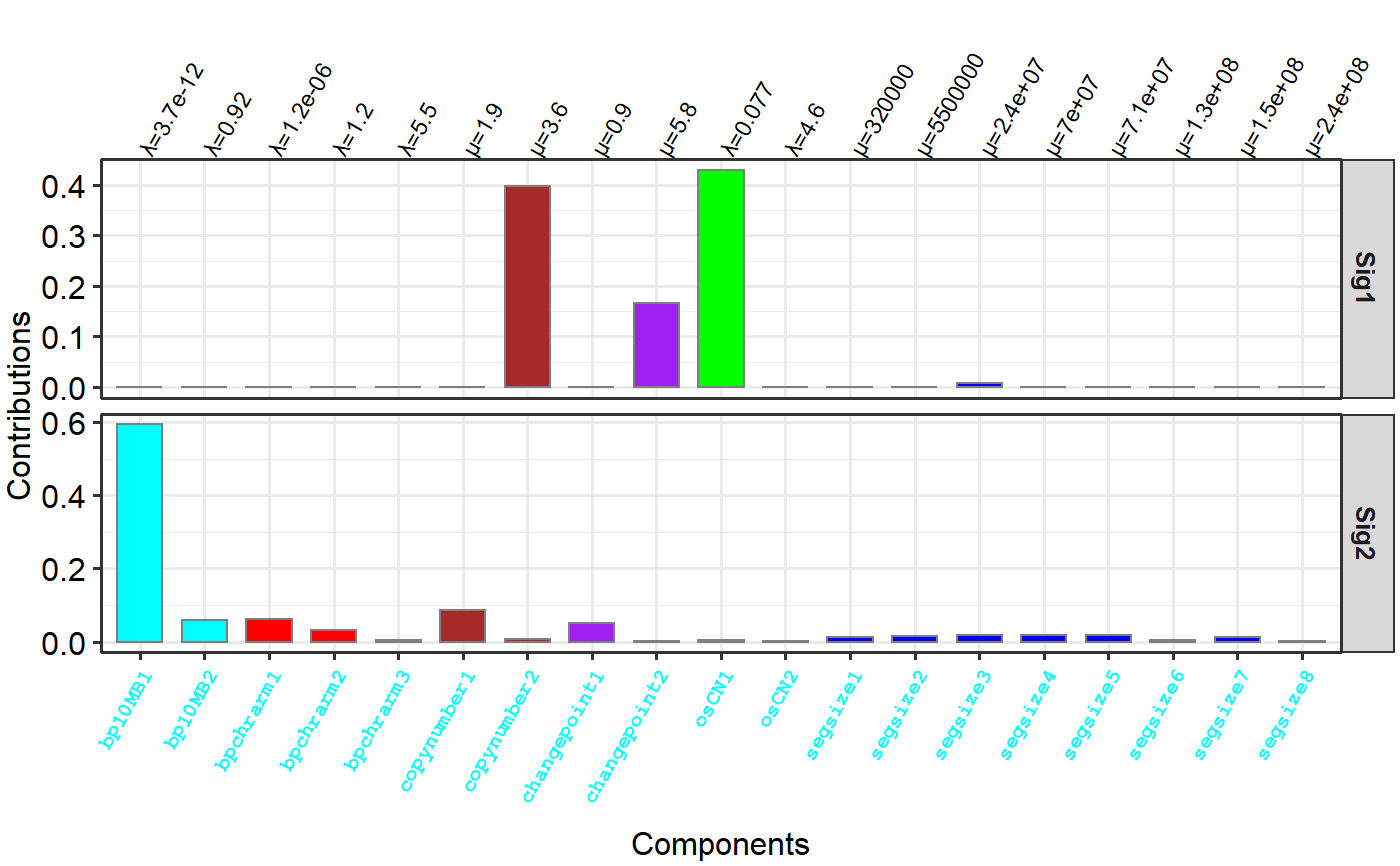 λ=3.7e-12
λ=0.92
λ=1.2e-06
λ=1.2
λ=5.5
μ=1.9
μ=3.6
μ=0.9
μ=5.8
λ=0.077
λ=4.6
μ=320000
μ=5500000
μ=2.4e+07
μ=7e+07
μ=7.1e+07
μ=1.3e+08
μ=1.5e+08
μ=2.4e+08
Contributions
0.4
0.3
0.2
0.1
0.0
Sig1
0.6
0.4
0.2
0.0
Sig2
bp10MB1
bp10MB2
bpchrarm1
bpchrarm2
bpchrarm3
copynumber1
copynumber2
changepoint1
changepoint2
osCN1
osCN2
segsize1
segsize2
segsize3
segsize4
segsize5
segsize6
segsize7
segsize8
Components